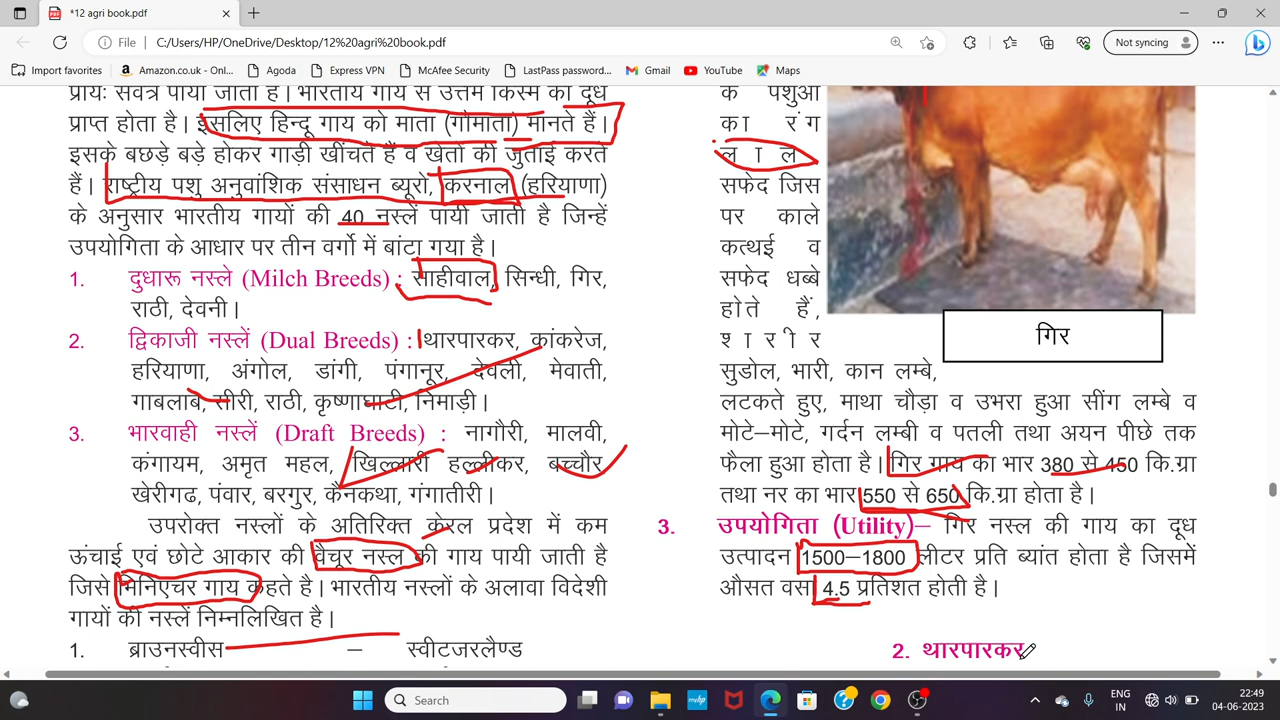 *12 agri book.pdf
File C:/Users/HP/OneDrive/Desktop/12%20agri%20book.pdf
Not syncing
Import favorites Amazon.co.uk - Onl... Agoda Express VPN McAfee Security LastPass password... Gmail YouTube Maps
प्रायः सर्वत्र पाया जाता है। भारतीय गाय से उत्तम किस्म का दूध
प्राप्त होता है। इसलिए हिन्दू गाय को माता (गौमाता) मानते हैं।
इसके बछड़े बड़े होकर गाड़ी खींचते हैं व खेतों की जुताई करते
हैं। राष्ट्रीय पशु अनुवांशिक संसाधन ब्यूरो, करनाल (हरियाणा)
के अनुसार भारतीय गायों की 40 नस्लें पायी जाती है जिन्हें
उपयोगिता के आधार पर तीन वर्गो में बांटा गया है।
1. दुधारू नस्ले (Milch Breeds) : साहीवाल, सिन्धी, गिर,
राठी, देवनी।
2. द्विकाजी नस्लें (Dual Breeds) : थारपारकर, कांकरेज,
हरियाणा, अंगोल, डांगी, पंगानूर, देवली, मेवाती,
गाबलाब, सीरी, राठी, कृष्णाघाटी, निमाड़ी।
3. भारवाही नस्लें (Draft Breeds) : नागौरी, मालवी,
कंगायम, अमृत महल, खिल्लारी हल्लीकर, बच्चौर,
खेरीगढ, पंवार, बरगुर, कैनकथा, गंगातीरी।
उपरोक्त नस्लों के अतिरिक्त केरल प्रदेश में कम
ऊंचाई एवं छोटे आकार की वैचूर नस्ल की गाय पायी जाती है
जिसे मिनिएचर गाय कहते है। भारतीय नस्लों के अलावा विदेशी
गायों की नस्लें निम्नलिखित है।
1. ब्राउनस्वीस – स्वीटजरलैण्ड
के पशुओं
का रंग
लाल
सफेद जिस
पर काले
कत्थई व
सफेद धब्बे
होते हैं,
शारीर
सुडोल, भारी, कान लम्बे,
लटकते हुए, माथा चौड़ा व उभरा हुआ सींग लम्बे व
मोटे–मोटे, गर्दन लम्बी व पतली तथा अयन पीछे तक
फैला हुआ होता है। गिर गाय का भार 380 से 450 कि.ग्रा
तथा नर का भार 550 से 650 कि.ग्रा होता है।
गिर
3. उपयोगिता (Utility)– गिर नस्ल की गाय का दूध
उत्पादन 1500–1800 लीटर प्रति ब्यांत होता है जिसमें
औसत वसा 4.5 प्रतिशत होती है।
2. थारपारकर
Search
ENG
IN
22:49
04-06-2023